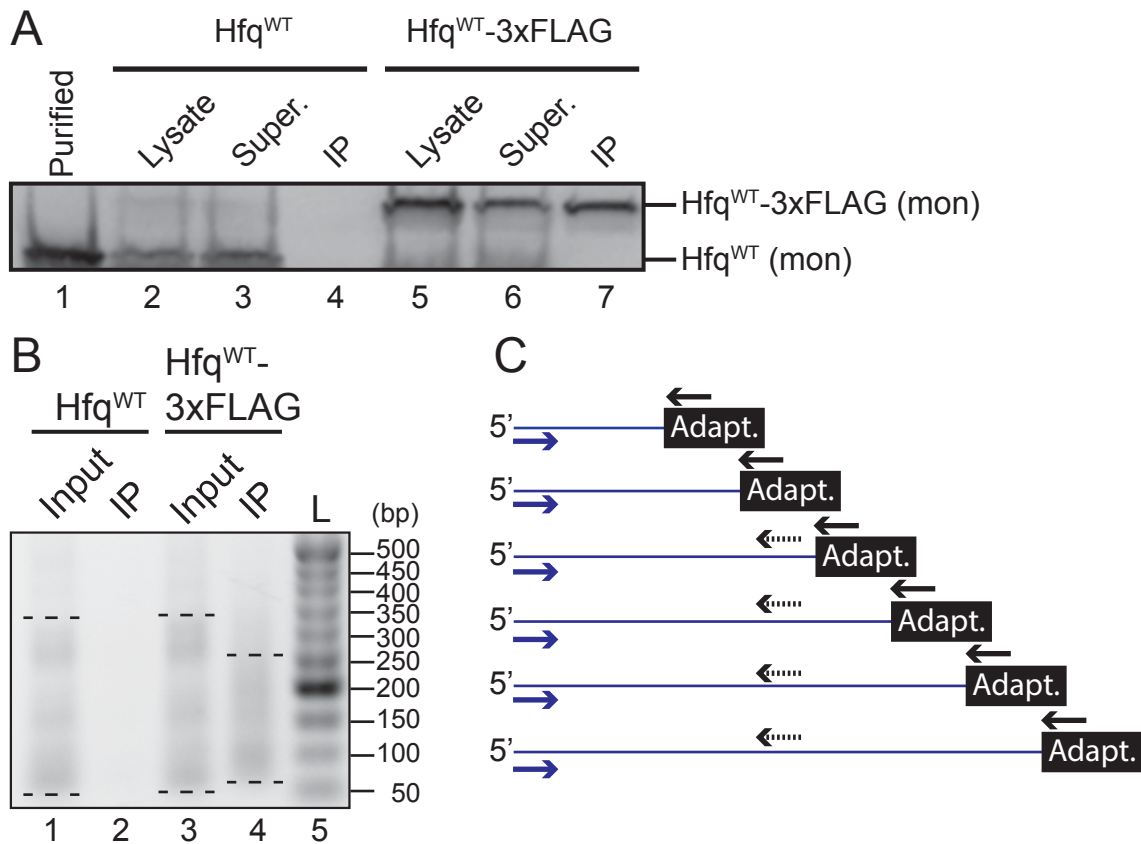 A
Hfq^WT Hfq^WT-3xFLAG
Purified Lysate Super. IP Lysate Super. IP
Hfq^WT-3xFLAG (mon)
Hfq^WT (mon)
1 2 3 4 5 6 7
B
Hfq^WT Hfq^WT-
3xFLAG
Input IP Input IP L (bp)
500
450
400
350
300
250
200
150
100
50
1 2 3 4 5
C
5' Adapt.
5' Adapt.
5' Adapt.
5' Adapt.
5' Adapt.
5' Adapt.